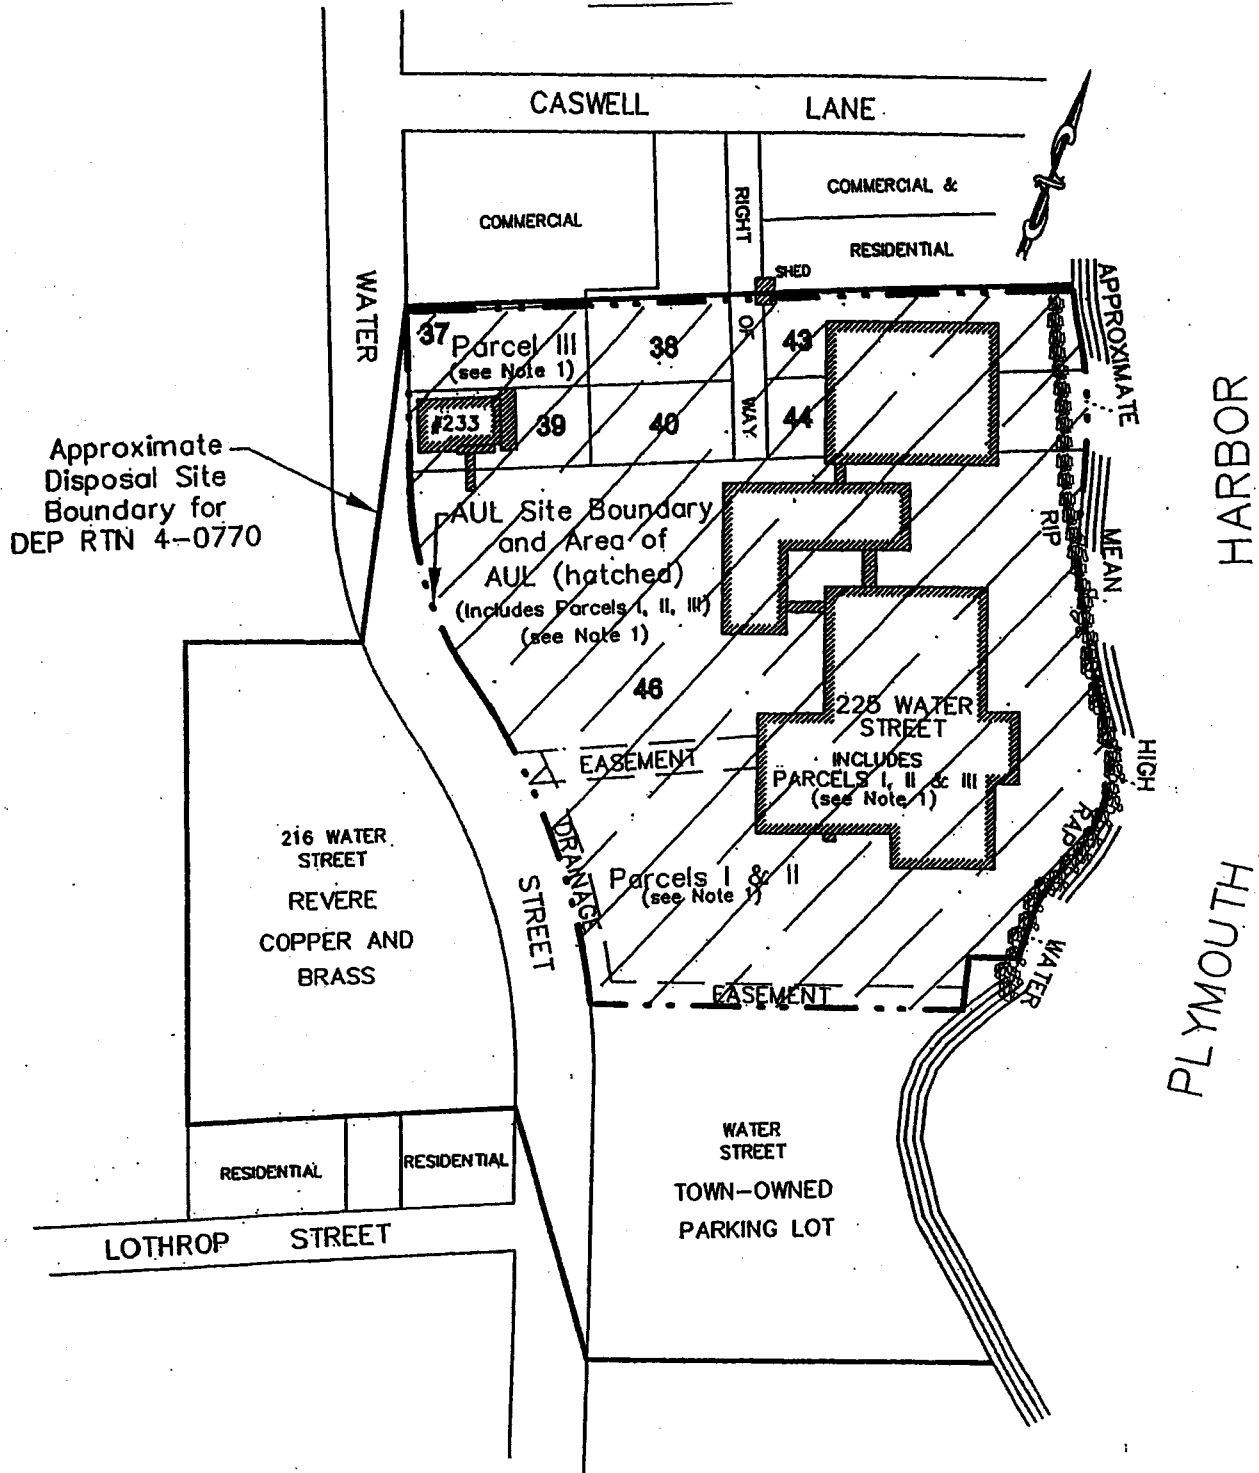 CASWELL LANE
COMMERCIAL
RIGHT
OF
WAY
COMMERCIAL &
RESIDENTIAL
SHED
WATER
APPROXIMATE
MEAN
HIGH
WATER
RIP
RAP
PLYMOUTH
HARBOR
37
Parcel III
(see Note 1)
38
43
#233
39
40
44
Approximate
Disposal Site
Boundary for
DEP RTN 4-0770
AUL Site Boundary
and Area of
AUL (hatched)
(includes Parcels I, II, III)
(see Note 1)
46
225 WATER
STREET
INCLUDES
PARCELS I, II & III
(see Note 1)
EASEMENT
DRAINAGE
Parcels I & II
(see Note 1)
EASEMENT
216 WATER
STREET
REVERE
COPPER AND
BRASS
STREET
RESIDENTIAL
RESIDENTIAL
LOTHROP STREET
WATER
STREET
TOWN-OWNED
PARKING LOT